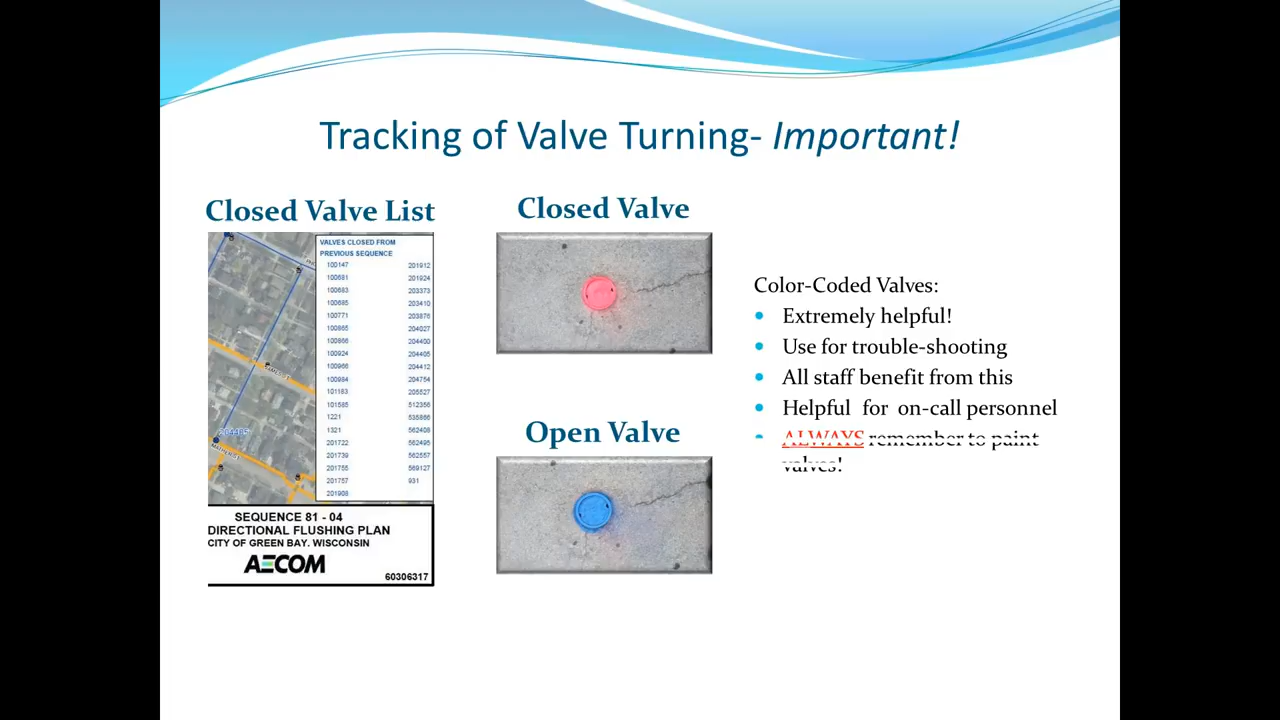 Tracking of Valve Turning- Important!
Closed Valve List
VALVES CLOSED FROM
PREVIOUS SEQUENCE
100147 201912
100681 201924
100683 203373
100685 203410
100771 203876
100865 204027
100866 204400
100924 204405
100966 204412
100984 204754
101183 205527
101585 512356
1221 535866
1321 562408
201722 562495
201739 562557
201755 569127
201757 931
201908
204485
SEQUENCE 81 - 04
DIRECTIONAL FLUSHING PLAN
CITY OF GREEN BAY, WISCONSIN
AECOM
60306317
Closed Valve
Open Valve
Color-Coded Valves:
Extremely helpful!
Use for trouble-shooting
All staff benefit from this
Helpful for on-call personnel
ALWAYS remember to paint
valves!